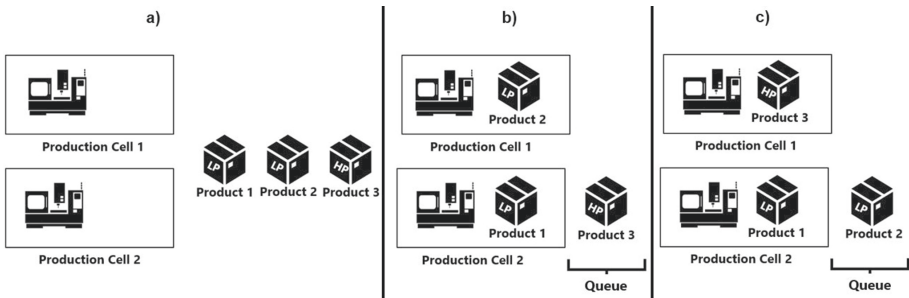 a)
Production Cell 1
LP
LP
HP
Product 1
Product 2
Product 3
Production Cell 2
b)
LP
Product 2
Production Cell 1
LP
HP
Product 1
Product 3
Production Cell 2
Queue
c)
HP
Product 3
Production Cell 1
LP
LP
Product 1
Product 2
Production Cell 2
Queue